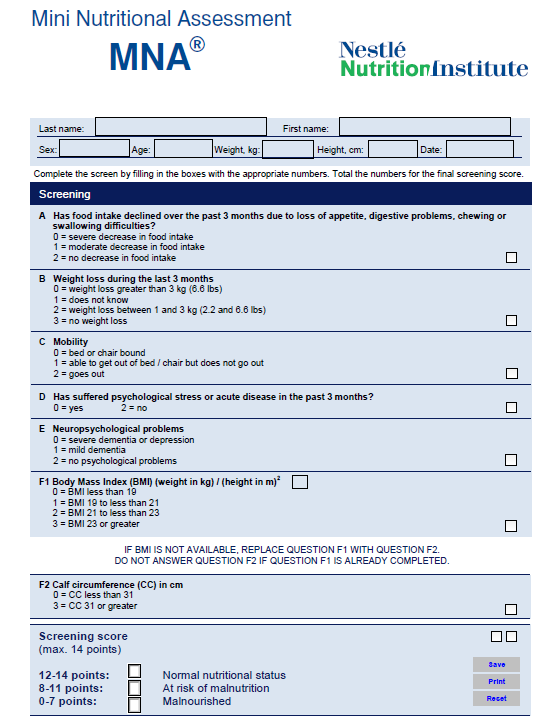 Mini Nutritional Assessment
MNA®
Nestlé
NutritionInstitute
Last name: First name:
Sex: Age: Weight, kg: Height, cm: Date:
Complete the screen by filling in the boxes with the appropriate numbers. Total the numbers for the final screening score.
Screening
A Has food intake declined over the past 3 months due to loss of appetite, digestive problems, chewing or
swallowing difficulties?
0 = severe decrease in food intake
1 = moderate decrease in food intake
2 = no decrease in food intake
B Weight loss during the last 3 months
0 = weight loss greater than 3 kg (6.6 lbs)
1 = does not know
2 = weight loss between 1 and 3 kg (2.2 and 6.6 lbs)
3 = no weight loss
C Mobility
0 = bed or chair bound
1 = able to get out of bed / chair but does not go out
2 = goes out
D Has suffered psychological stress or acute disease in the past 3 months?
0 = yes 2 = no
E Neuropsychological problems
0 = severe dementia or depression
1 = mild dementia
2 = no psychological problems
F1 Body Mass Index (BMI) (weight in kg) / (height in m)²
0 = BMI less than 19
1 = BMI 19 to less than 21
2 = BMI 21 to less than 23
3 = BMI 23 or greater
IF BMI IS NOT AVAILABLE, REPLACE QUESTION F1 WITH QUESTION F2.
DO NOT ANSWER QUESTION F2 IF QUESTION F1 IS ALREADY COMPLETED.
F2 Calf circumference (CC) in cm
0 = CC less than 31
3 = CC 31 or greater
Screening score
(max. 14 points)
12-14 points: Normal nutritional status
8-11 points: At risk of malnutrition
0-7 points: Malnourished
Save
Print
Reset